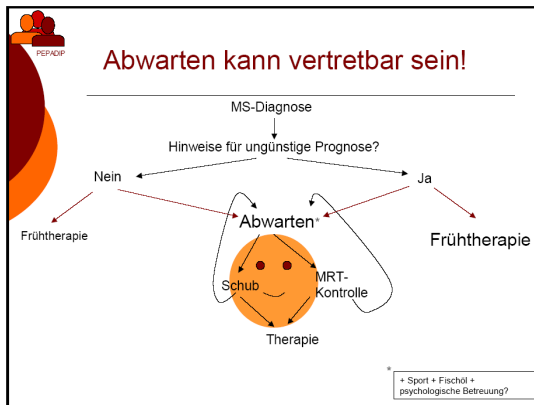 PEPADIP
Abwarten kann vertretbar sein!
MS-Diagnose
Hinweise für ungünstige Prognose?
Nein
Ja
Abwarten*
Frühtherapie
Frühtherapie
Schub
MRT-
Kontrolle
Therapie
*
+ Sport + Fischöl +
psychologische Betreuung?